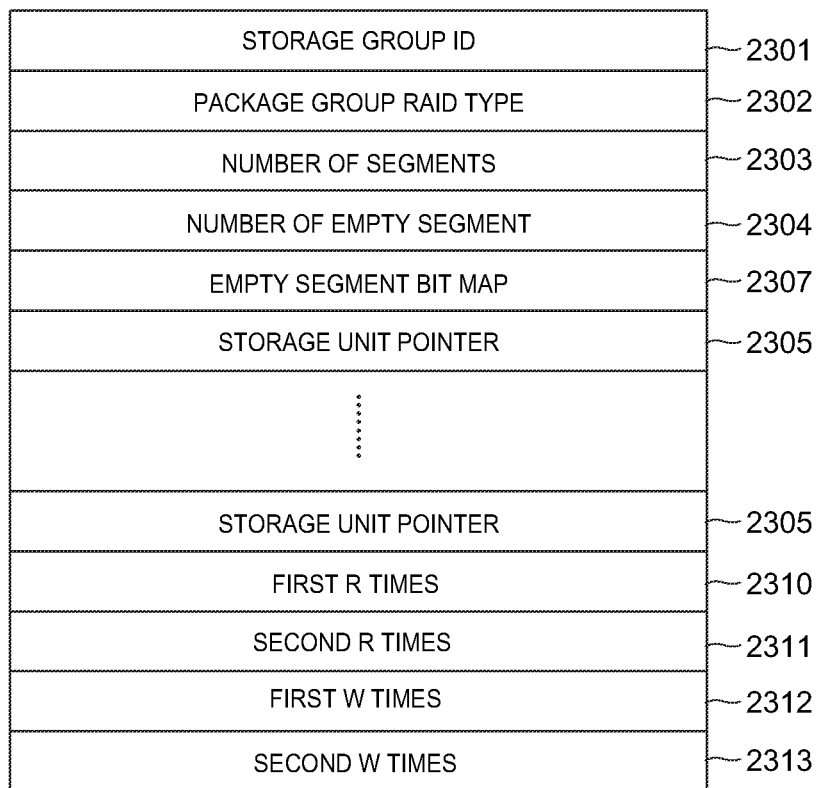 STORAGE GROUP ID 2301
PACKAGE GROUP RAID TYPE 2302
NUMBER OF SEGMENTS 2303
NUMBER OF EMPTY SEGMENT 2304
EMPTY SEGMENT BIT MAP 2307
STORAGE UNIT POINTER 2305
STORAGE UNIT POINTER 2305
FIRST R TIMES 2310
SECOND R TIMES 2311
FIRST W TIMES 2312
SECOND W TIMES 2313